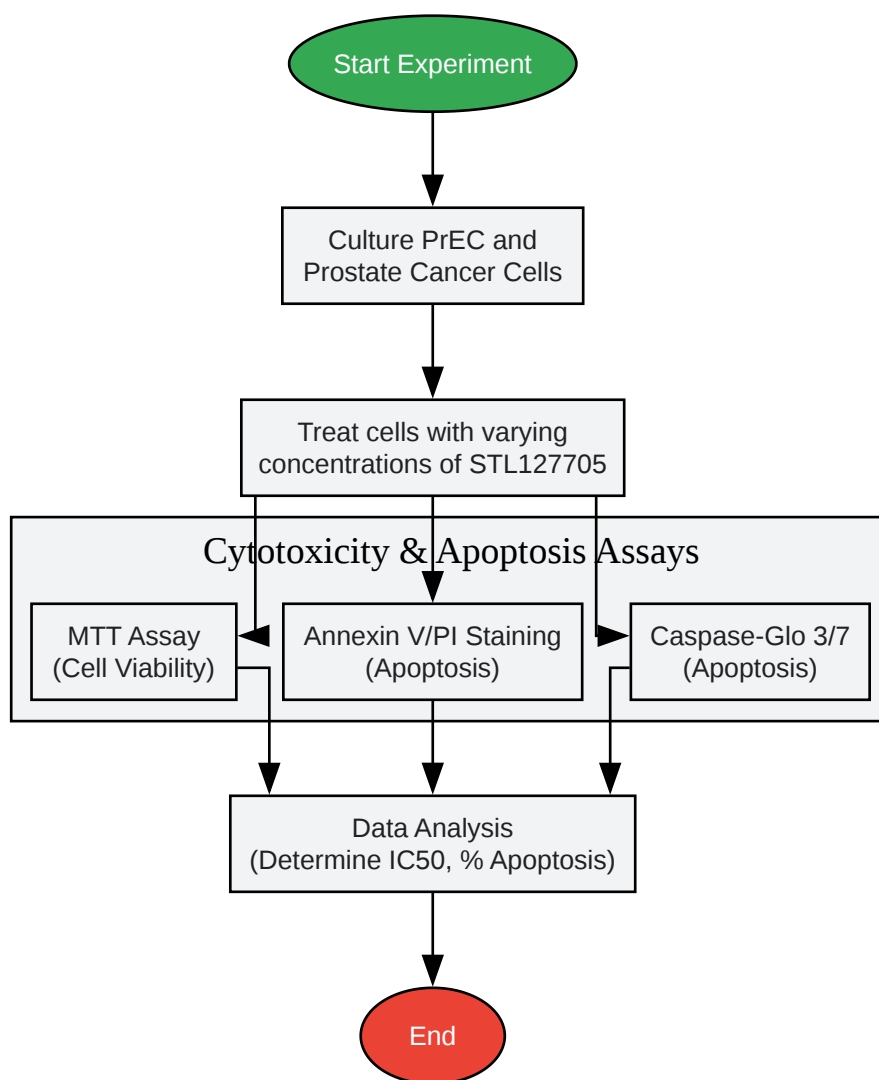 Start Experiment
Culture PrEC and
Prostate Cancer Cells
Treat cells with varying
concentrations of STL127705
Cytotoxicity & Apoptosis Assays
MTT Assay
(Cell Viability)
Annexin V/PI Staining
(Apoptosis)
Caspase-Glo 3/7
(Apoptosis)
Data Analysis
(Determine IC50, % Apoptosis)
End